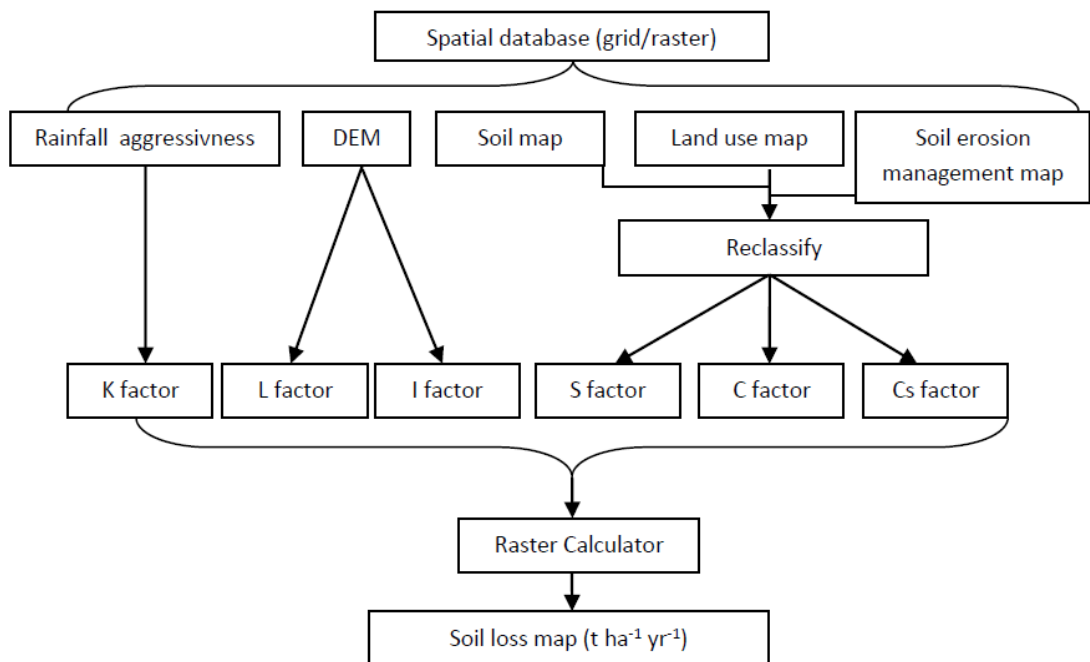 Spatial database (grid/raster)
Rainfall aggressivness
DEM
Soil map
Land use map
Soil erosion
management map
Reclassify
K factor
L factor
I factor
S factor
C factor
Cs factor
Raster Calculator
Soil loss map (t ha⁻¹ yr⁻¹)